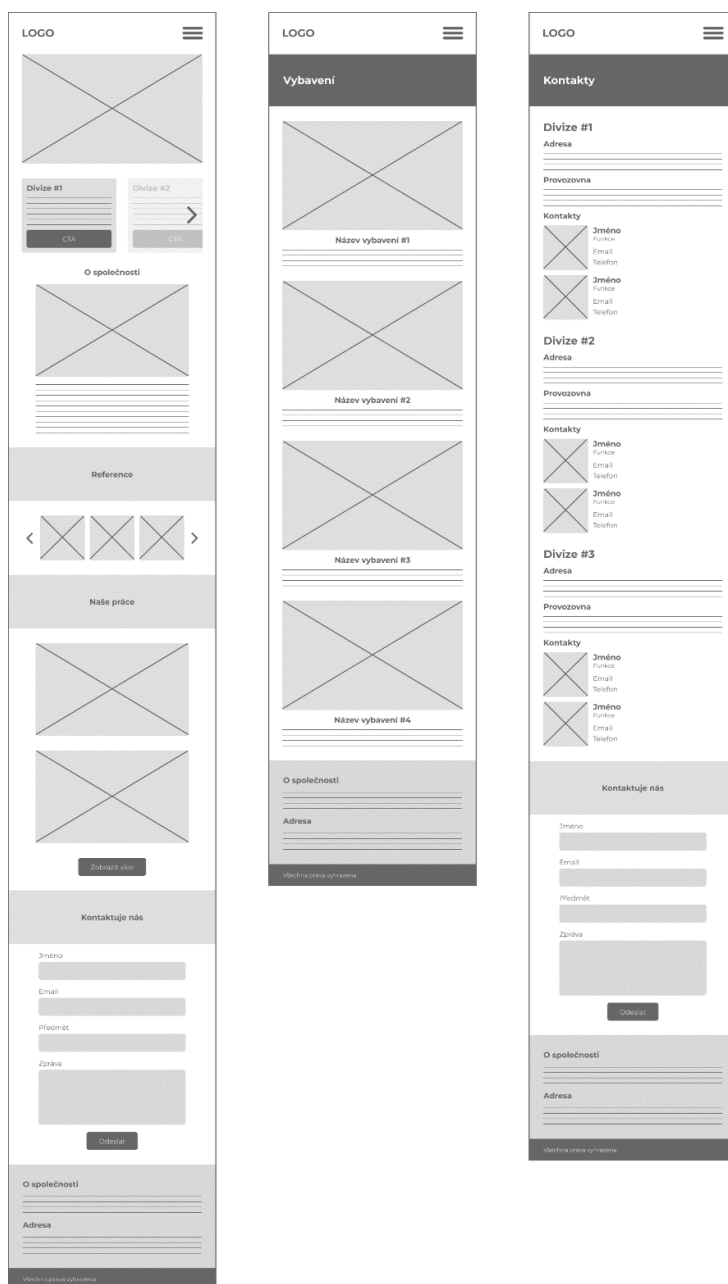 LOGO
Divize #1
Divize #2
CTA
CTA
O společnosti
Reference
Naše práce
Zobrazit více
Kontaktuje nás
Jméno
Email
Předmět
Zpráva
Odeslat
O společnosti
Adresa
Všechna práva vyhrazena
LOGO
Vybavení
Název vybavení #1
Název vybavení #2
Název vybavení #3
Název vybavení #4
O společnosti
Adresa
Všechna práva vyhrazena
LOGO
Kontakty
Divize #1
Adresa
Provozovna
Kontakty
Jméno
Funkce
Email
Telefon
Jméno
Funkce
Email
Telefon
Divize #2
Adresa
Provozovna
Kontakty
Jméno
Funkce
Email
Telefon
Jméno
Funkce
Email
Telefon
Divize #3
Adresa
Provozovna
Kontakty
Jméno
Funkce
Email
Telefon
Jméno
Funkce
Email
Telefon
Kontaktuje nás
Jméno
Email
Předmět
Zpráva
Odeslat
O společnosti
Adresa
Všechna práva vyhrazena